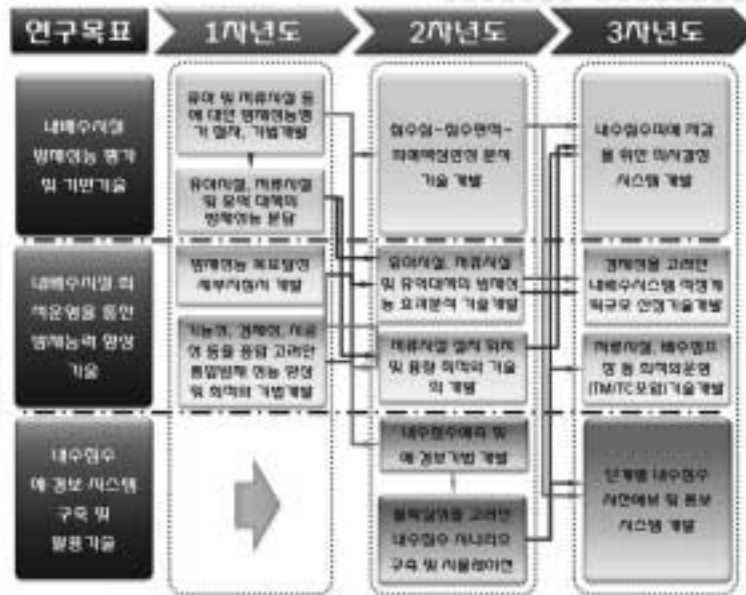 연구목표
1차년도
2차년도
3차년도
내배수시설
방재성능 평가
및 기반기술
유하 및 저류시설 등
에 대한 방재성능평
가 절차, 기법개발
침수심-침수면적-
피해액상관성 분석
기술 개발
내수침수피해 저감
을 위한 의사결정
시스템 개발
유하시설, 저류시설
및 유역 대책의
방재성능 분담
내배수시설 최
적운영을 통한
방재능력 향상
기술
방재성능 목표달성
세부지침서 개발
유하시설, 저류시설
및 유역대책의 방재성
능 효과분석 기술개발
경제성을 고려한
내배수시스템 적정계
획규모 산정기술개발
기능성, 경제성, 시공
성 등을 고려한
통합방재 성능 향상
및 최적화 기법개발
저류시설 설치 위치
및 용량 최적화 기술
의 개발
저류시설, 배수펌프
장 등 최적화운영
(TM/TC포함)기술개발
내수침수
예·경보 시스템
구축 및
활용기술
내수침수예측 및
예·경보기법 개발
불확실성을 고려한
내수침수 시나리오
구축 및 시뮬레이션
단계별 내수침수
사전예보 및 통보
시스템 개발